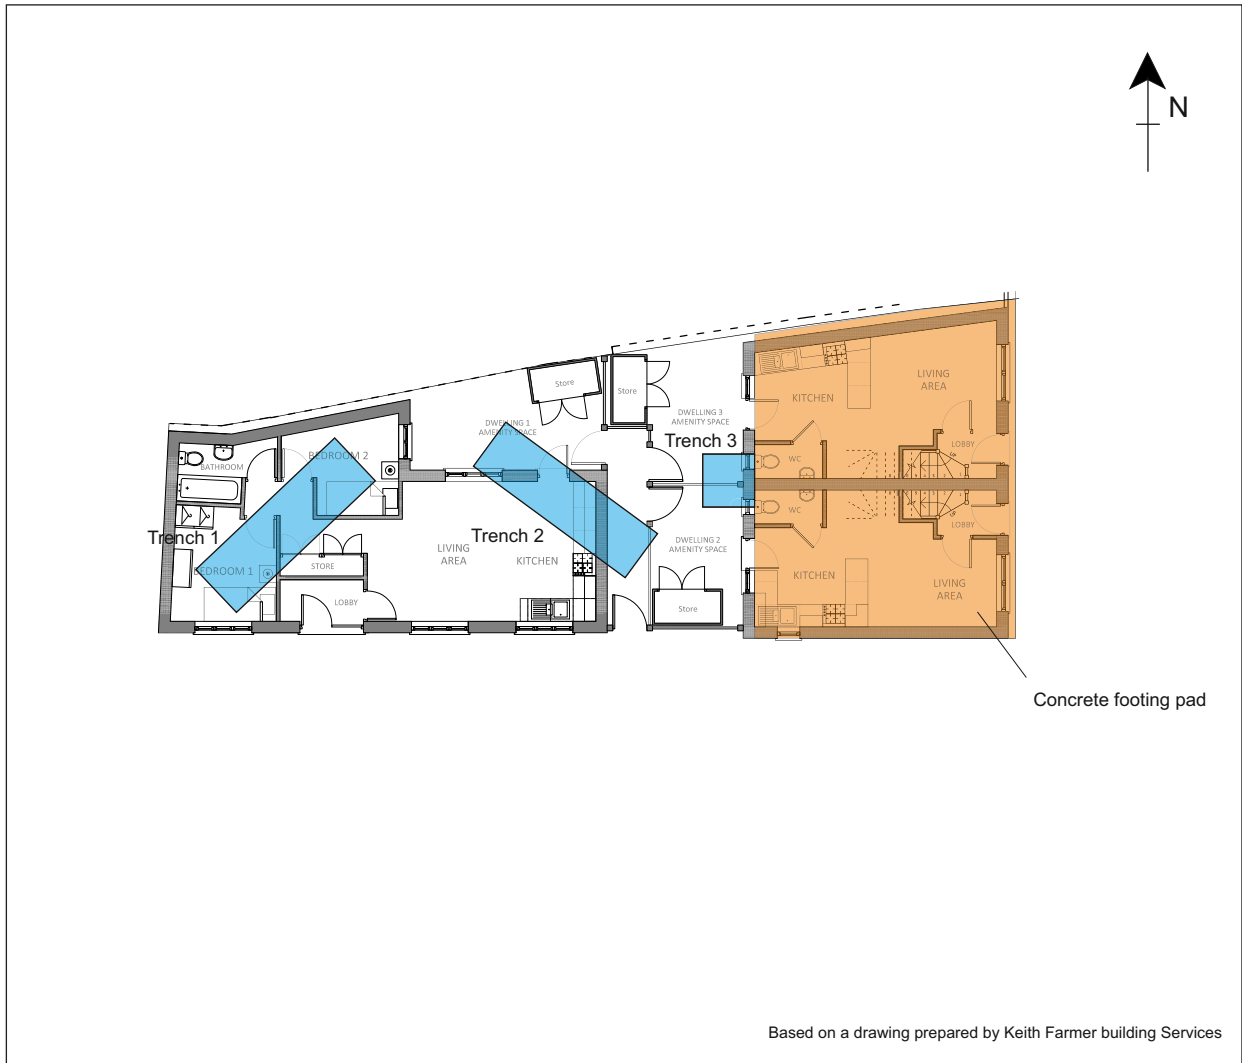 N
Store
Store
LIVING
AREA
KITCHEN
DWELLING 1
AMENITY SPACE
DWELLING 3
AMENITY SPACE
Trench 3
LOBBY
BATHROOM
BEDROOM 2
WC
WC
LOBBY
Trench 1
Trench 2
DWELLING 2
AMENITY SPACE
LIVING
AREA
KITCHEN
STORE
BEDROOM 1
KITCHEN
LIVING
AREA
LOBBY
Store
Concrete footing pad
Based on a drawing prepared by Keith Farmer building Services